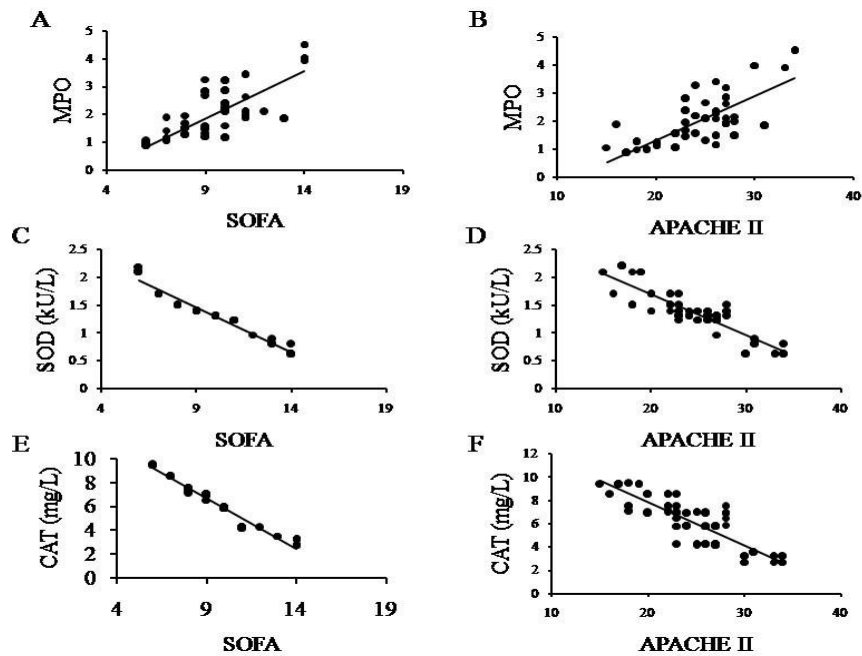 A
MPO
5
4
3
2
1
0
4 9 14 19
SOFA
B
MPO
5
4
3
2
1
0
10 20 30 40
APACHE II
C
SOD (kU/L)
2.5
2
1.5
1
0.5
0
4 9 14 19
SOFA
D
SOD (kU/L)
2.5
2
1.5
1
0.5
0
10 20 30 40
APACHE II
E
CAT (mg/L)
10
8
6
4
2
0
4 9 14 19
SOFA
F
CAT (mg/L)
12
10
8
6
4
2
0
10 20 30 40
APACHE II